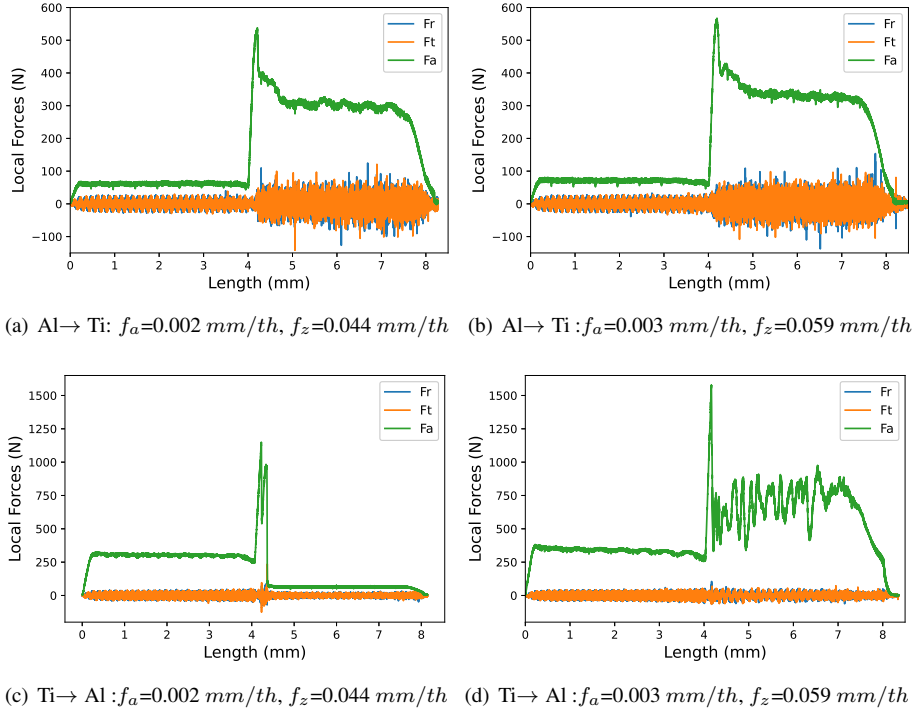 600
500
400
300
200
100
0
−100
Local Forces (N)
0 1 2 3 4 5 6 7 8
Length (mm)
Fr
Ft
Fa
600
500
400
300
200
100
0
−100
Local Forces (N)
0 1 2 3 4 5 6 7 8
Length (mm)
Fr
Ft
Fa
(a) Al→ Ti: fa=0.002 mm/th, fz=0.044 mm/th
(b) Al→ Ti :fa=0.003 mm/th, fz=0.059 mm/th
1500
1250
1000
750
500
250
0
Local Forces (N)
0 1 2 3 4 5 6 7 8
Length (mm)
Fr
Ft
Fa
1500
1250
1000
750
500
250
0
Local Forces (N)
0 1 2 3 4 5 6 7 8
Length (mm)
Fr
Ft
Fa
(c) Ti→ Al :fa=0.002 mm/th, fz=0.044 mm/th
(d) Ti→ Al :fa=0.003 mm/th, fz=0.059 mm/th